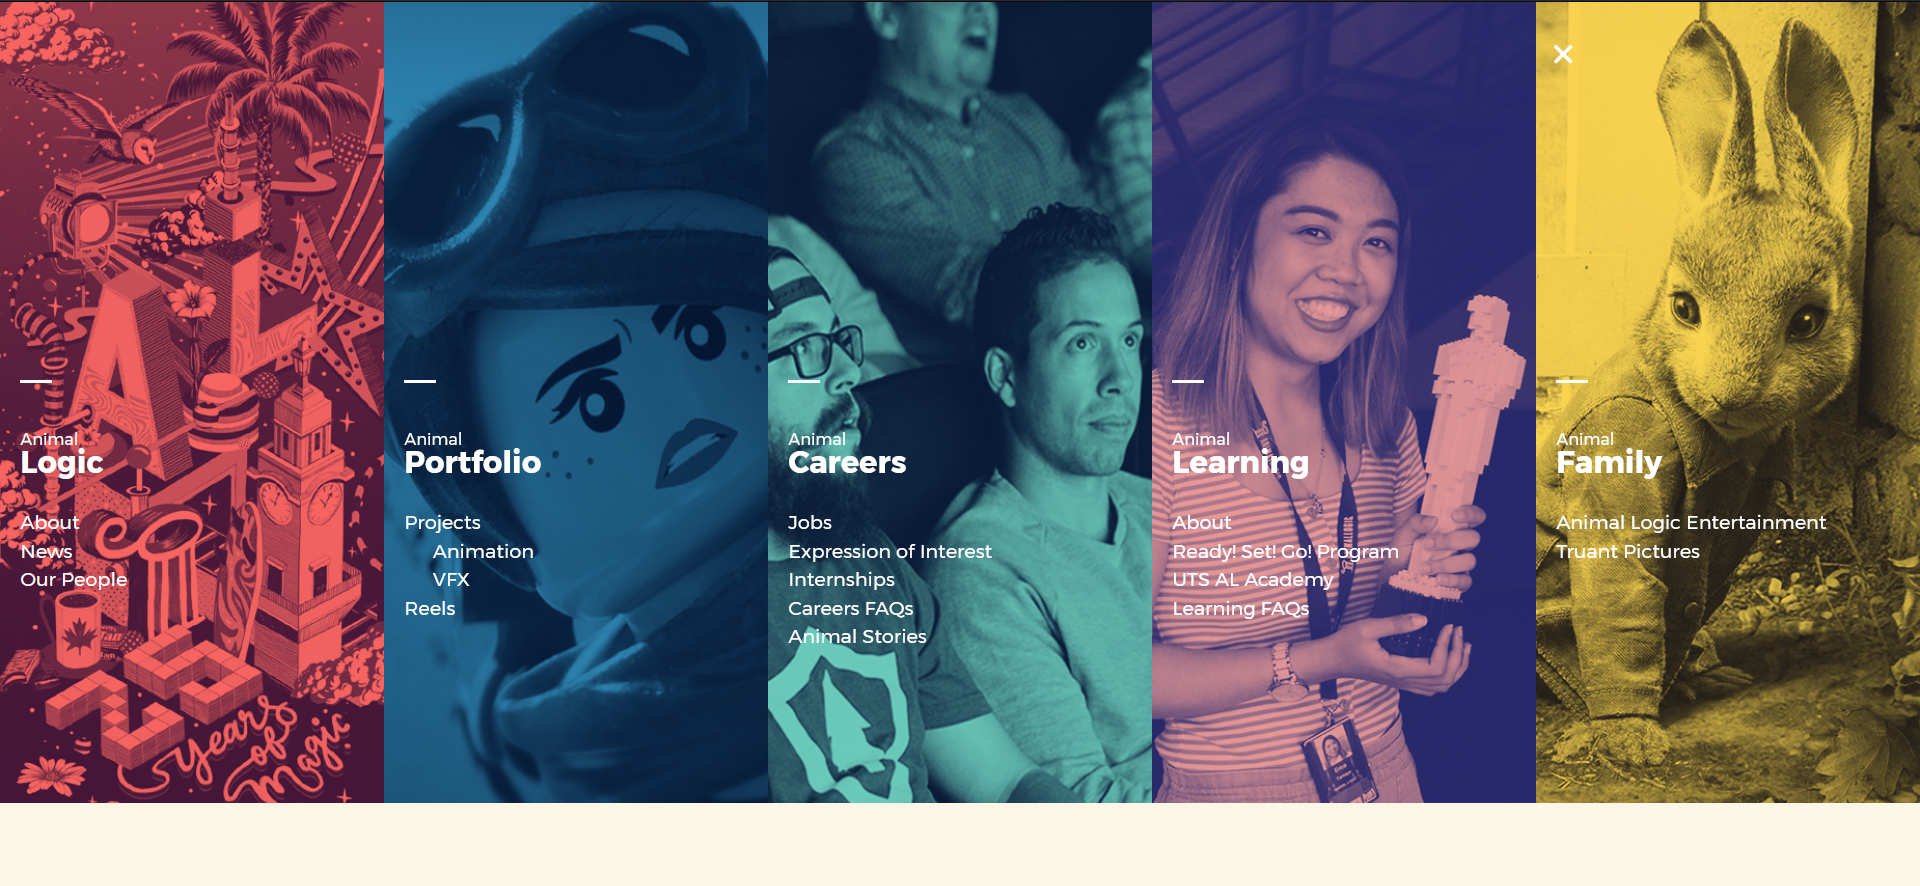 Animal
Logic
About
News
Our People
A
L
25
years
of
magic
Animal
Portfolio
Projects
Animation
VFX
Reels
Animal
Careers
Jobs
Expression of Interest
Internships
Careers FAQs
Animal Stories
Animal
Learning
About
Ready! Set! Go! Program
UTS AL Academy
Learning FAQs
Animal
Family
Animal Logic Entertainment
Truant Pictures